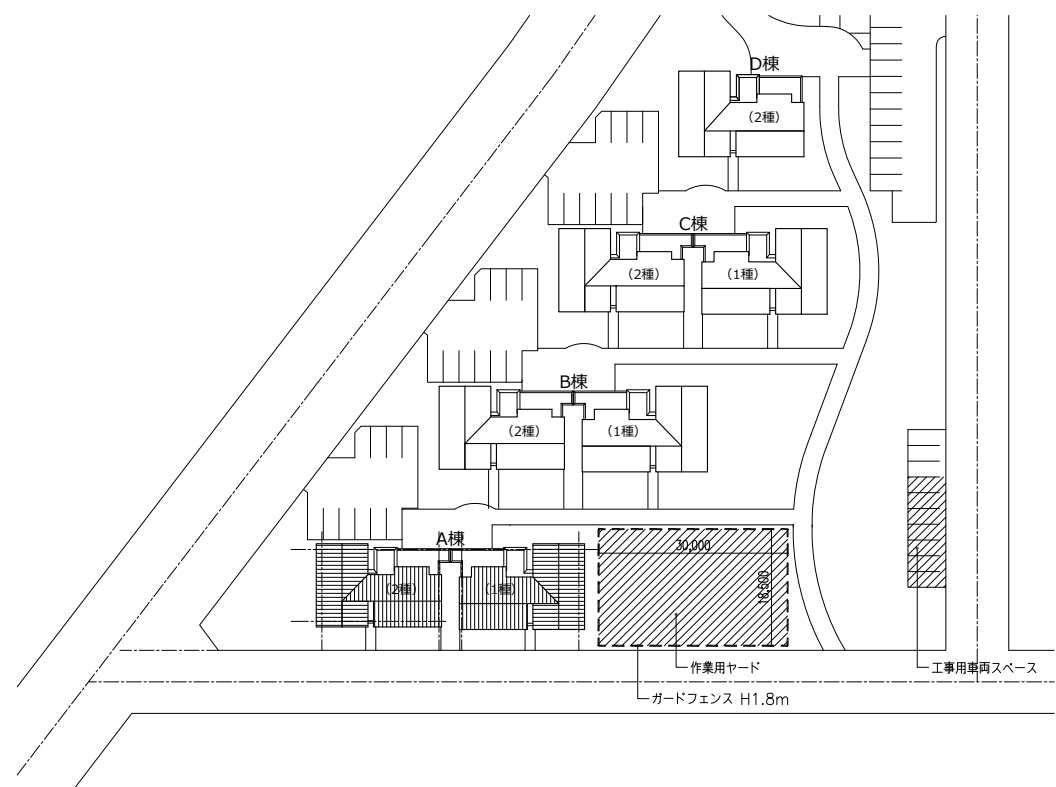 D棟
（2種）
C棟
（2種）
（1種）
B棟
（2種）
（1種）
A棟
（2種）
（1種）
30,000
18,600
作業用ヤード
工事用車両スペース
ガードフェンス H1.8m